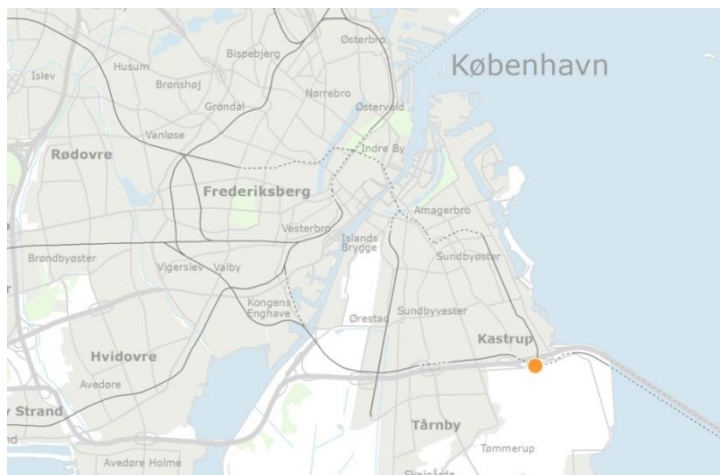 Østerbro
Husum
Bispebjerg
København
Islev
Brønshøj
Nørrebro
Grøndal
Østervold
Vanløse
Rødovre
Indre By
Frederiksberg
Amagerbro
Vesterbro
Islands
Brygge
Brøndbyøster
Vigerslev
Valby
Sundbyøster
Kongens
Enghave
Ørestad
Sundbyvester
Kastrup
Hvidovre
Avedøre
y Strand
Tårnby
Tømmerup
Avedøre Holme